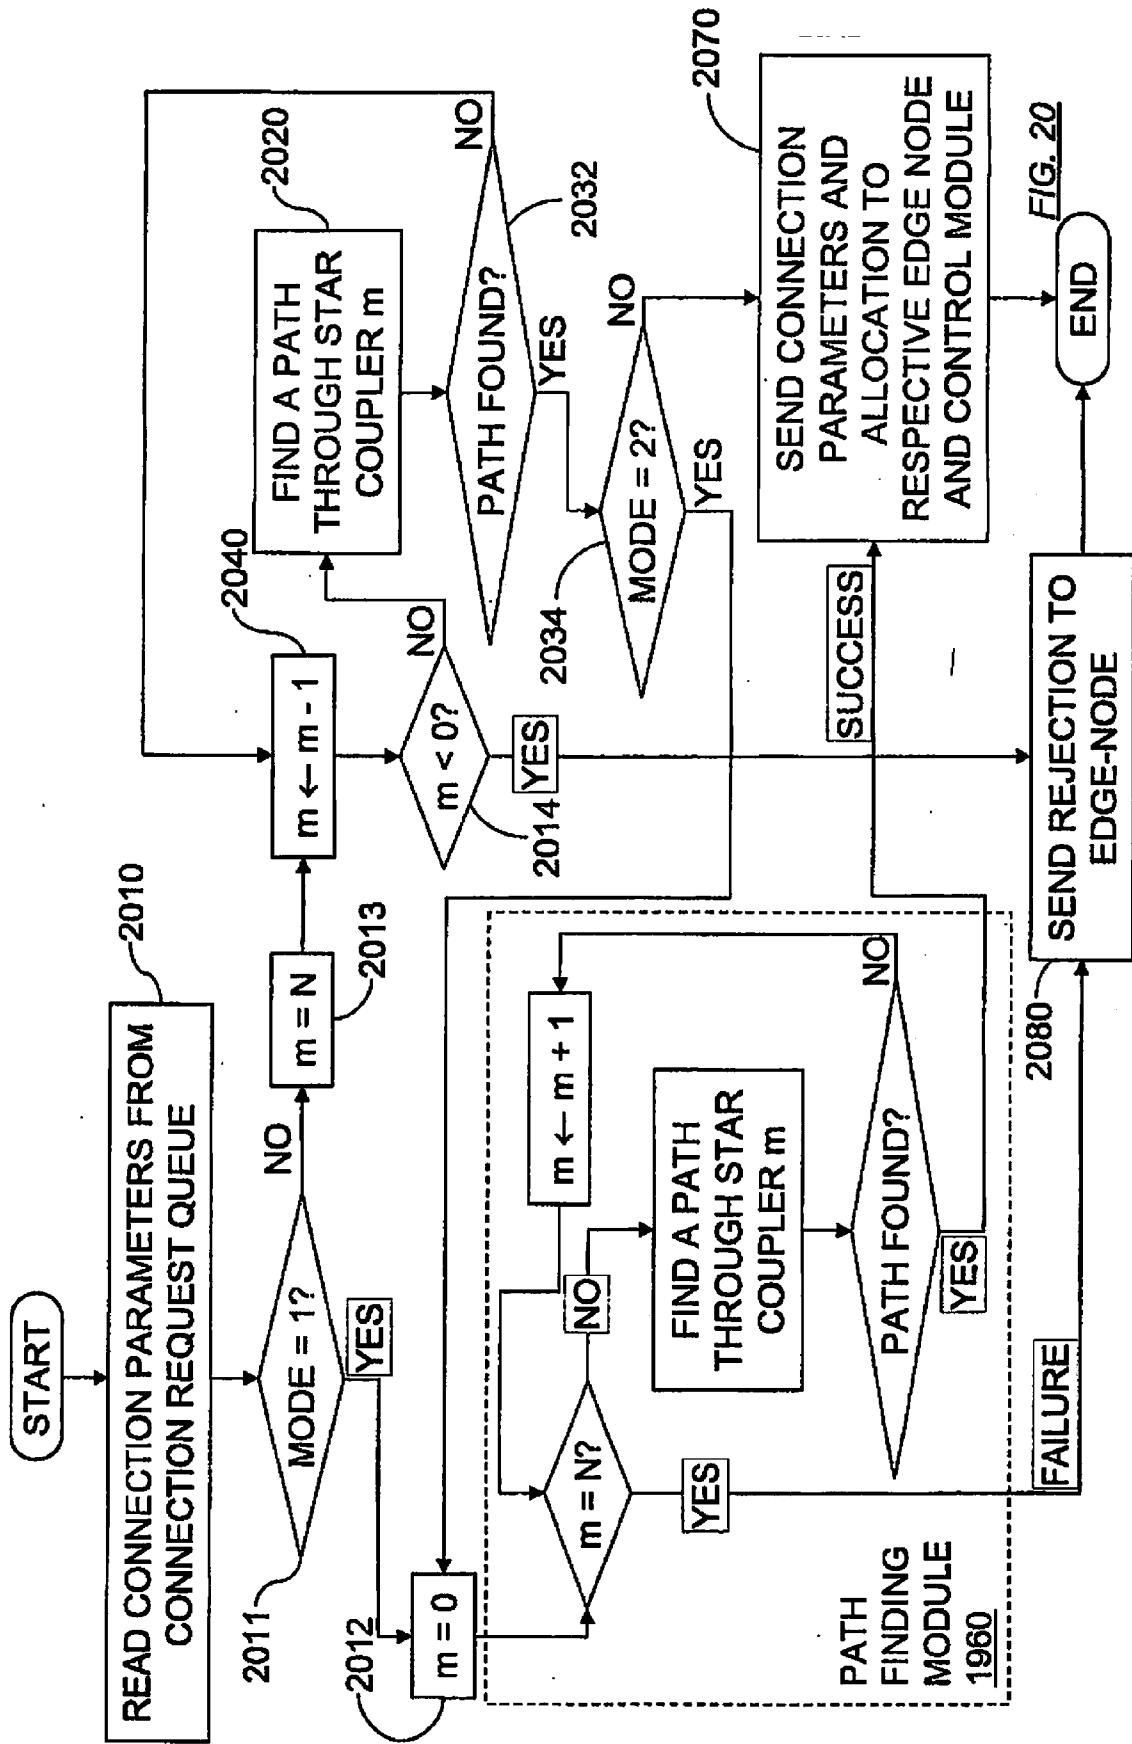 START
READ CONNECTION PARAMETERS FROM
CONNECTION REQUEST QUEUE
2010
MODE = 1?
2011
NO
YES
m = N
2013
m ← m - 1
2040
m < 0?
2014
NO
YES
FIND A PATH
THROUGH STAR
COUPLER m
2020
PATH FOUND?
2032
NO
YES
MODE = 2?
2034
NO
YES
m = 0
2012
m = N?
NO
YES
m ← m + 1
FIND A PATH
THROUGH STAR
COUPLER m
PATH FOUND?
NO
YES
PATH
FINDING
MODULE
1960
SUCCESS
FAILURE
SEND CONNECTION
PARAMETERS AND
ALLOCATION TO
RESPECTIVE EDGE NODE
AND CONTROL MODULE
2070
SEND REJECTION TO
EDGE-NODE
2080
END
FIG. 20